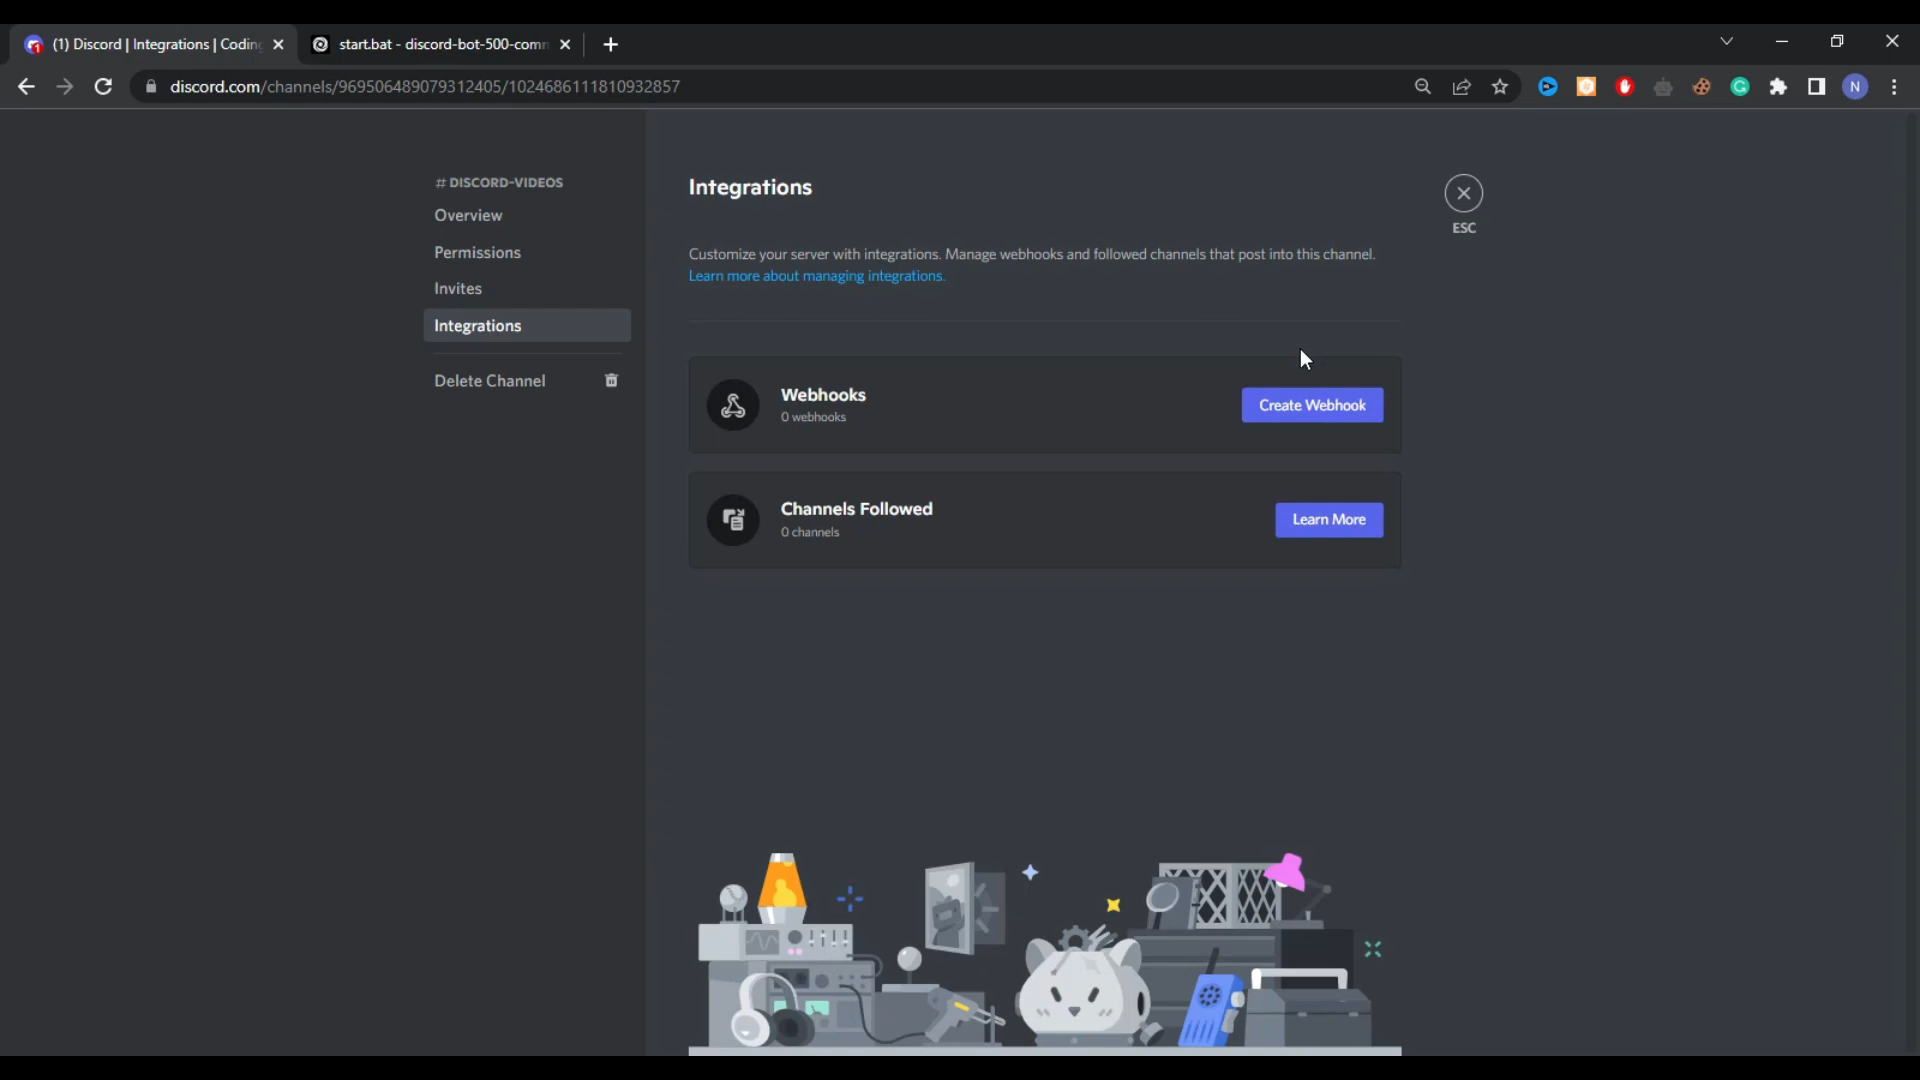 (1) Discord | Integrations | Coding
start.bat - discord-bot-500-comm
discord.com/channels/969506489079312405/1024686111810932857
N
# DISCORD-VIDEOS
Overview
Permissions
Invites
Integrations
Delete Channel
Integrations
ESC
Customize your server with integrations. Manage webhooks and followed channels that post into this channel.
Learn more about managing integrations.
Webhooks
0 webhooks
Create Webhook
Channels Followed
0 channels
Learn More